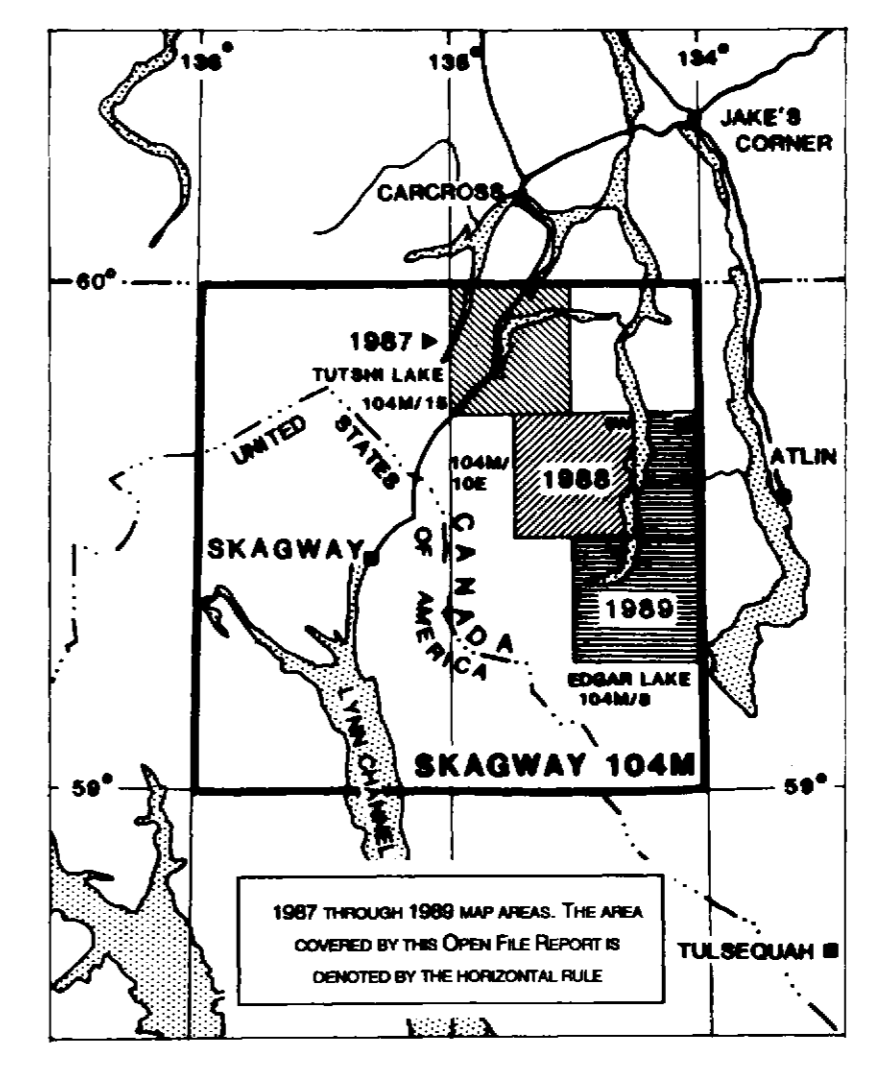 136° 135° 134°
JAKE'S
CORNER
CARCROSS
60°
1987
TUTSHI LAKE
104M/15
UNITED
STATES
104M/
10E
1988
ATLIN
CANADA
SKAGWAY
OF
1989
AMERICA
EDGAR LAKE
104M/8
LYNN CHANNEL
SKAGWAY 104M
59° 59°
1987 THROUGH 1989 MAP AREAS. THE AREA
COVERED BY THIS OPEN FILE REPORT IS
DENOTED BY THE HORIZONTAL RULE
TULSEQUAH